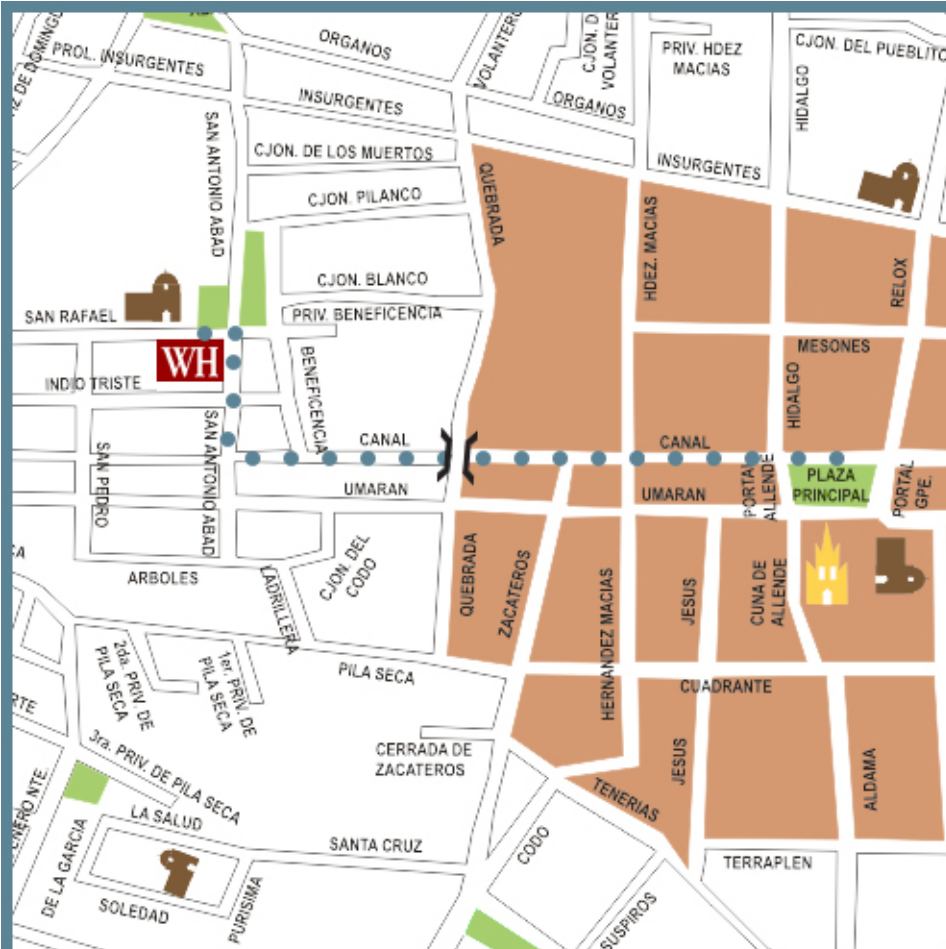 ORGANOS
VOLANTEROS
CJON. DEL PUEBLITO
PRIV. HDEZ
MACIAS
PROL. INSURGENTES
HIDALGO
INSURGENTES
ORGANOS
SAN ANTONIO ABAD
CJON. DE LOS MUERTOS
INSURGENTES
QUEBRADA
CJON. PILANCO
HDEZ. MACIAS
RELOX
CJON. BLANCO
SAN RAFAEL
PRIV. BENEFICENCIA
WH
MESONES
INDIO TRISTE
BENEFICENCIA
HIDALGO
CANAL
CANAL
SAN PEDRO
SAN ANTONIO ABAD
UMARAN
UMARAN
PORTAL
ALLENDE
PLAZA
PRINCIPAL
PORTAL
GPE.
ARBOLES
LADRILLERA
CJON. DEL
CODO
QUEBRADA
ZACATEROS
HERNANDEZ MACIAS
JESUS
CUNA DE
ALLENDE
2da. PRIV. DE
PILA SECA
1er. PRIV. DE
PILA SECA
PILA SECA
CUADRANTE
3ra. PRIV. DE PILA SECA
CERRADA DE
ZACATEROS
JESUS
ALDAMA
TENERIAS
LA SALUD
SANTA CRUZ
CODO
TERRAPLEN
DE LA GARCIA
SOLEDAD
PURISIMA
SUSPIROS